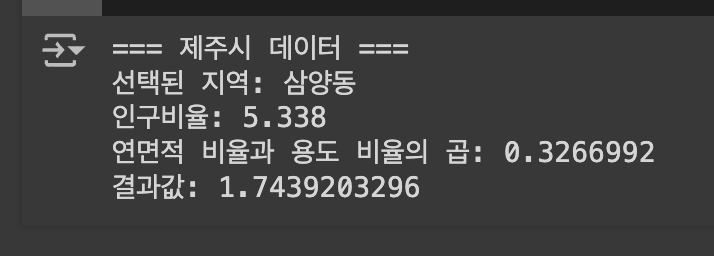 === 제주시 데이터 ===
선택된 지역: 삼양동
인구비율: 5.338
연면적 비율과 용도 비율의 곱: 0.3266992
결과값: 1.7439203296